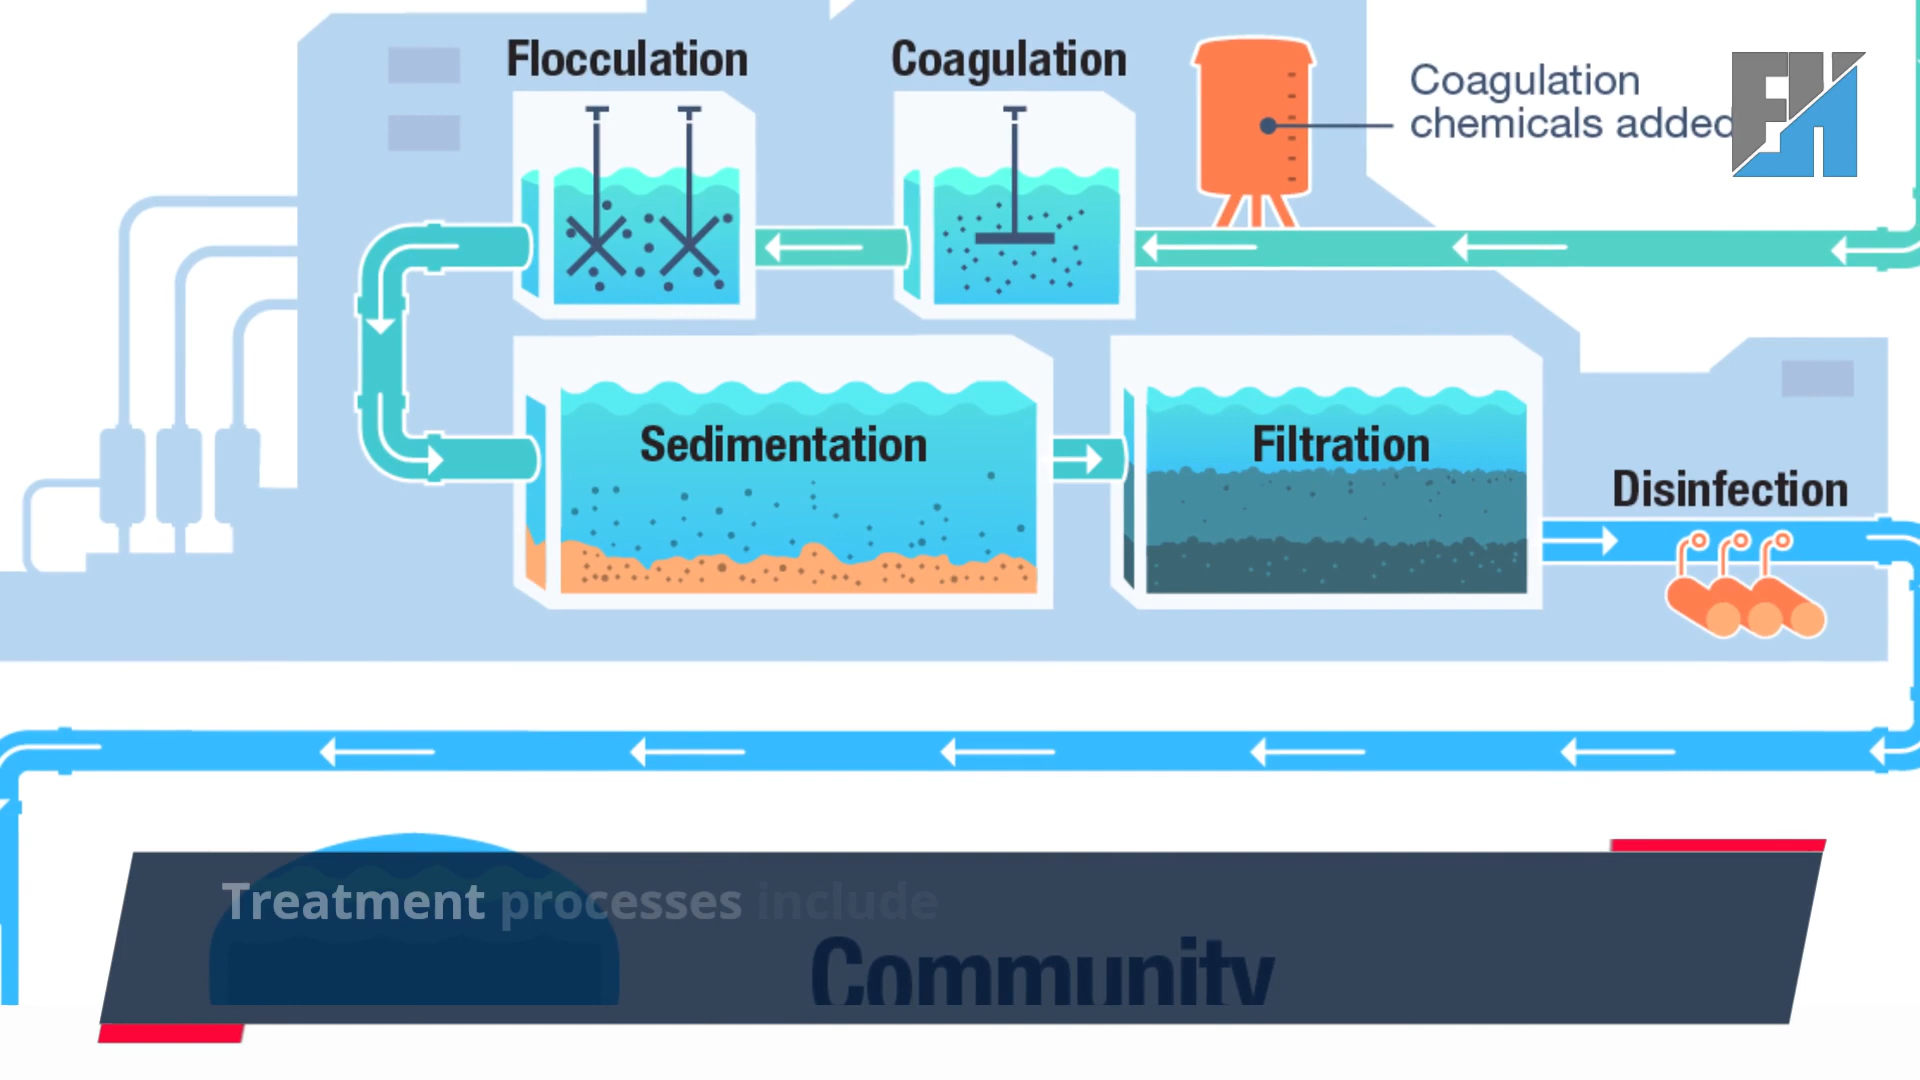 Flocculation
Coagulation
Coagulation
chemicals added
Sedimentation
Filtration
Disinfection
Treatment processes include
Community